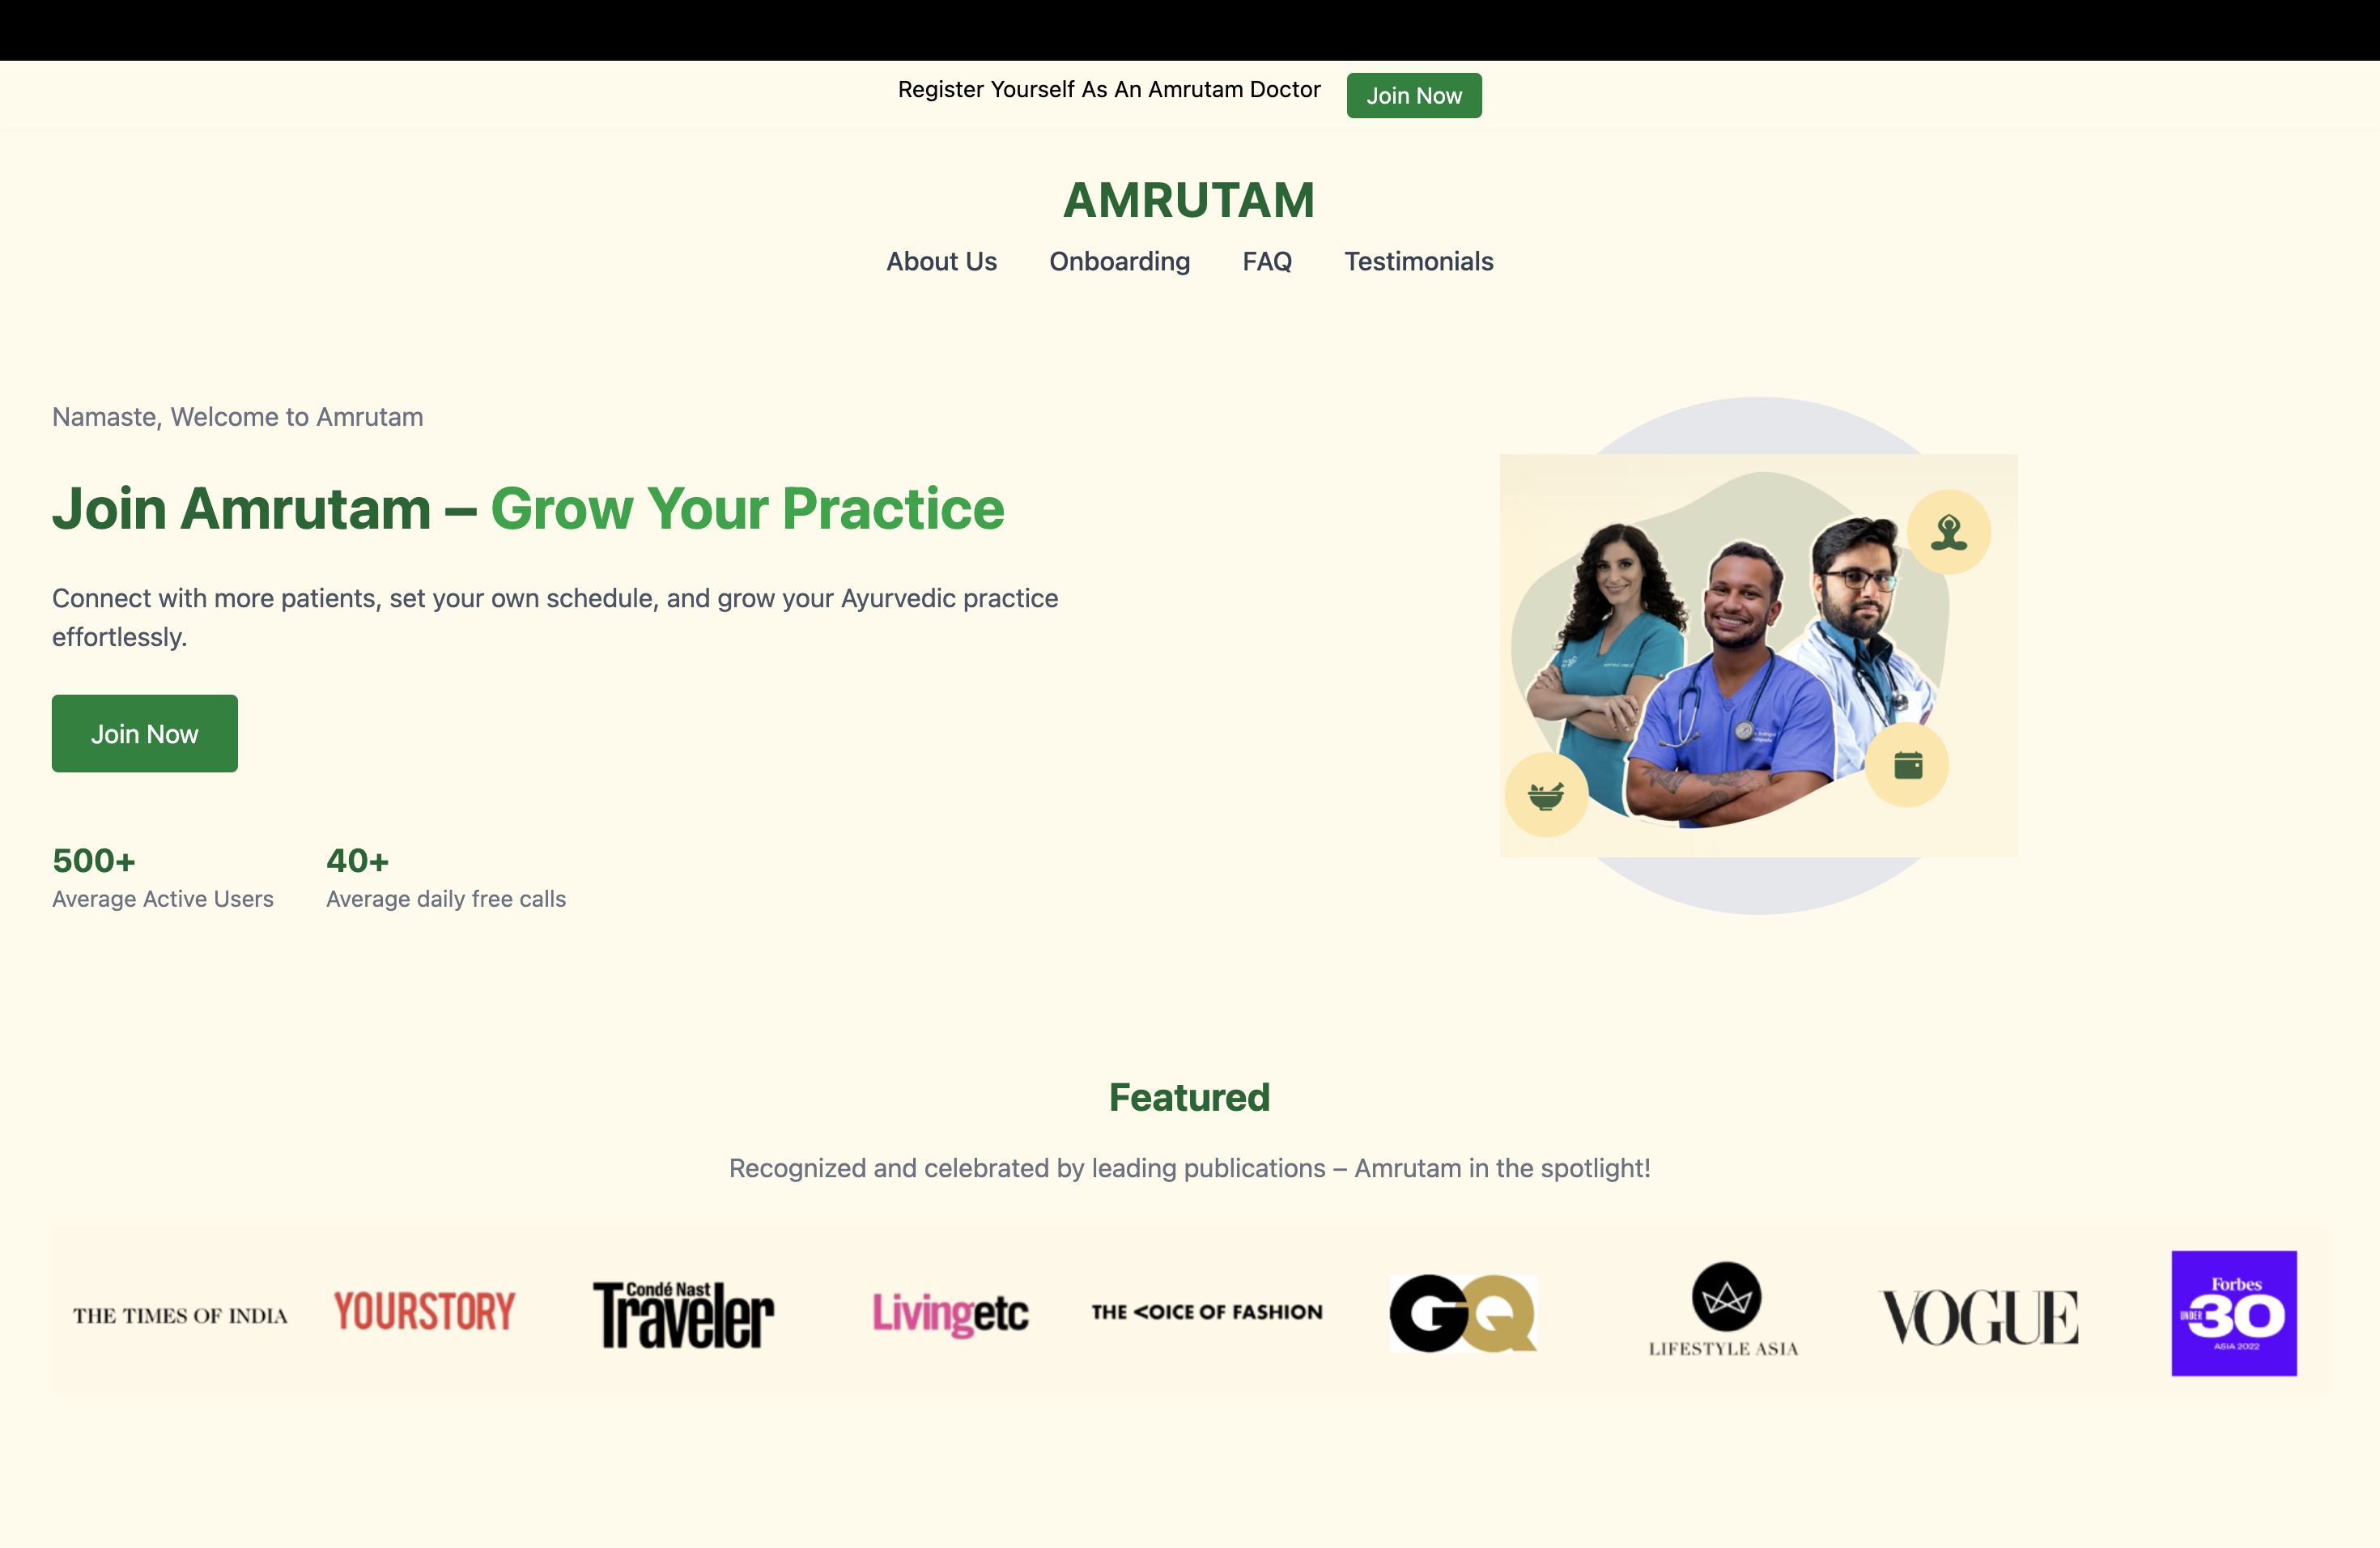 Register Yourself As An Amrutam Doctor
Join Now
AMRUTAM
About Us
Onboarding
FAQ
Testimonials
Namaste, Welcome to Amrutam
Join Amrutam – Grow Your Practice
Connect with more patients, set your own schedule, and grow your Ayurvedic practice
effortlessly.
Join Now
500+
Average Active Users
40+
Average daily free calls
Featured
Recognized and celebrated by leading publications – Amrutam in the spotlight!
THE TIMES OF INDIA
YOURSTORY
Condé Nast
Traveler
Livingetc
THE <OICE OF FASHION
GQ
LIFESTYLE ASIA
VOGUE
Forbes
UNDER
30
ASIA 2022